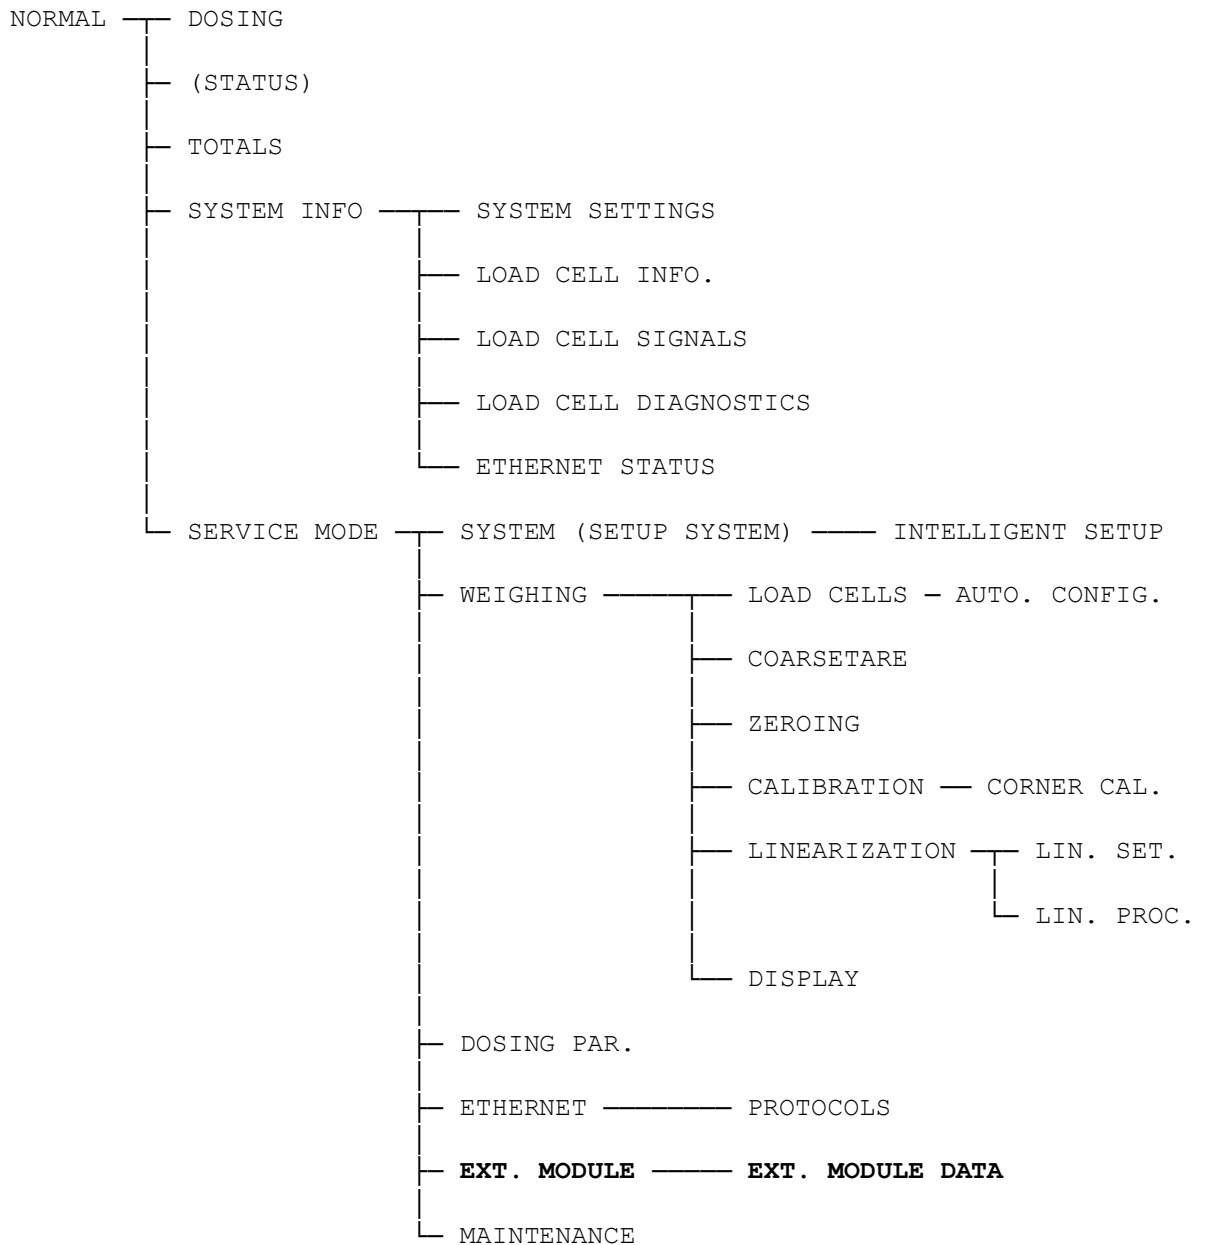 NORMAL DOSING
(STATUS)
TOTALS
SYSTEM INFO SYSTEM SETTINGS
LOAD CELL INFO.
LOAD CELL SIGNALS
LOAD CELL DIAGNOSTICS
ETHERNET STATUS
SERVICE MODE SYSTEM (SETUP SYSTEM) INTELLIGENT SETUP
WEIGHING LOAD CELLS AUTO. CONFIG.
COARSETARE
ZEROING
CALIBRATION CORNER CAL.
LINEARIZATION LIN. SET.
LIN. PROC.
DISPLAY
DOSING PAR.
ETHERNET PROTOCOLS
EXT. MODULE EXT. MODULE DATA
MAINTENANCE